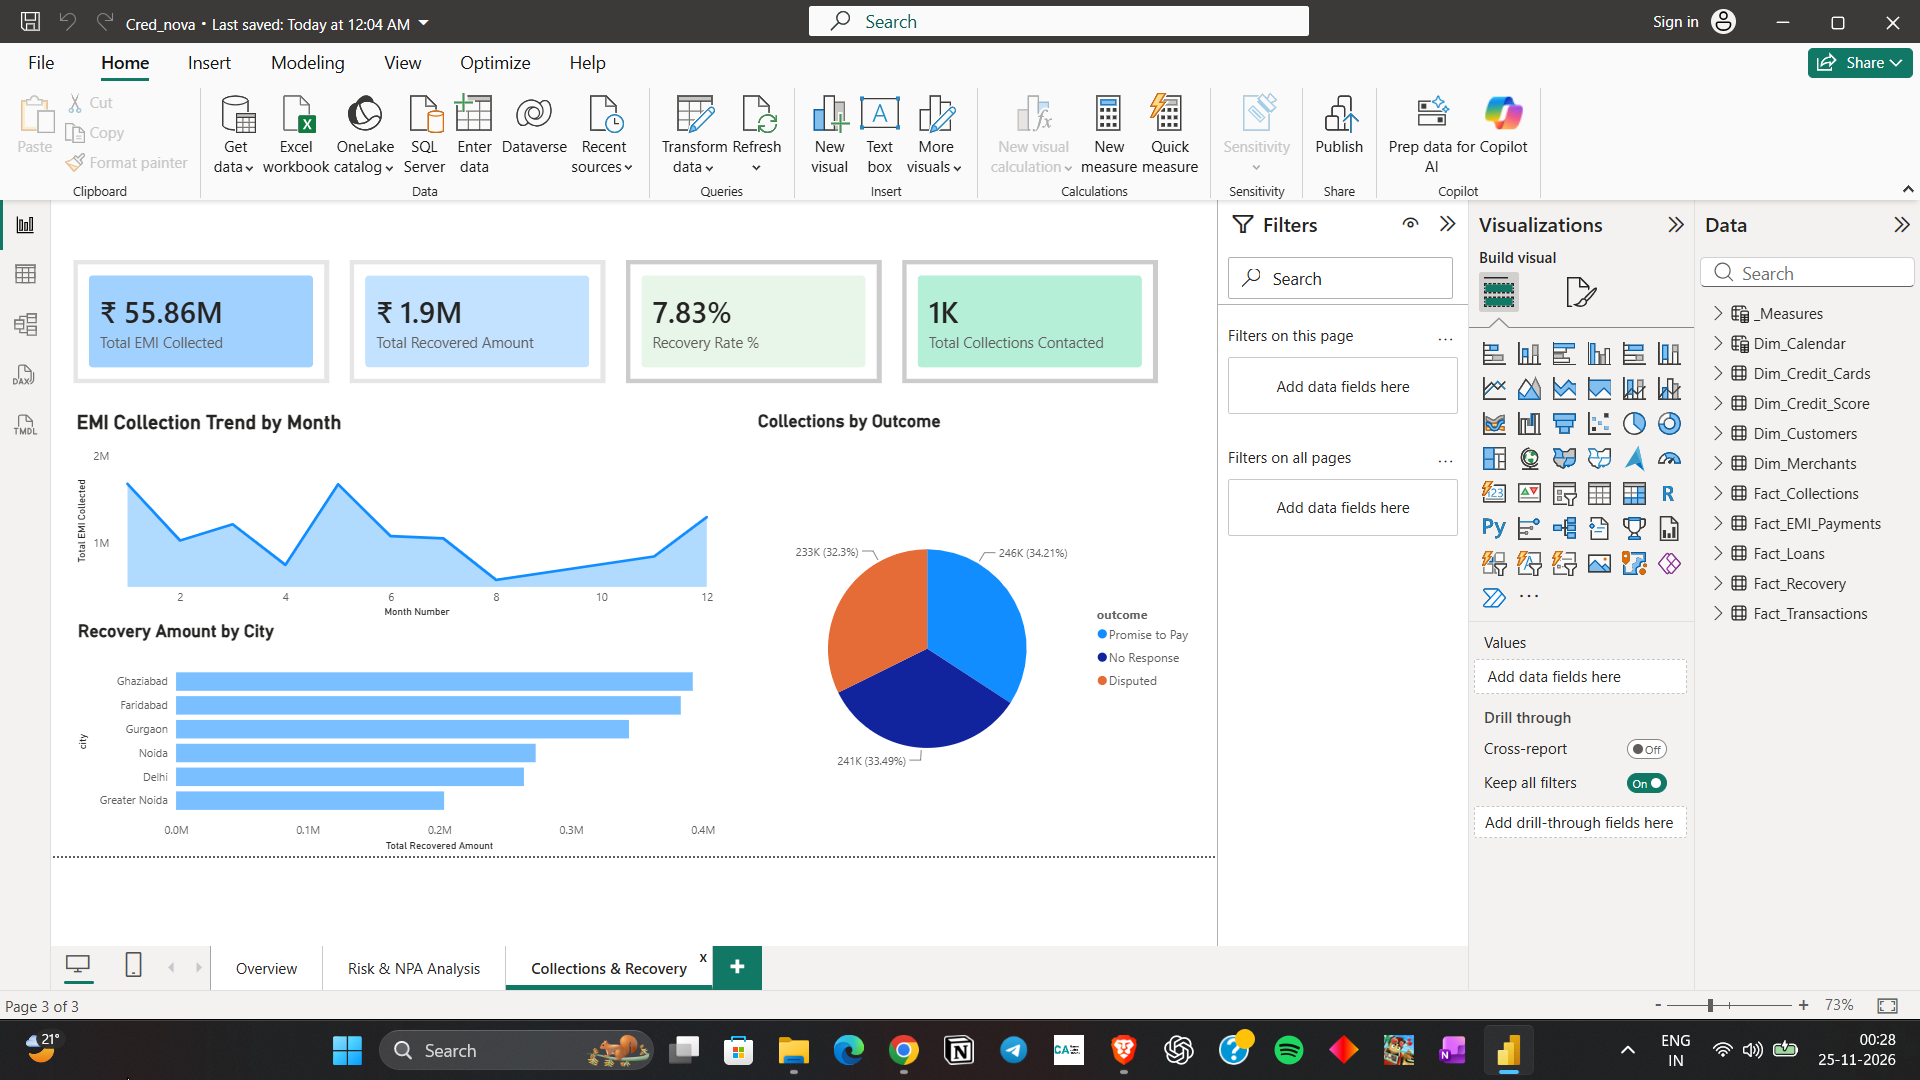 Cred_nova • Last saved: Today at 12:04 AM
Search
Sign in
File
Home
Insert
Modeling
View
Optimize
Help
Share
Paste
Cut
Copy
Format painter
Clipboard
Get data
Excel workbook
OneLake catalog
SQL Server
Enter data
Dataverse
Recent sources
Data
Transform data
Refresh
Queries
New visual
Text box
More visuals
Insert
New visual calculation
New measure
Quick measure
Calculations
Sensitivity
Sensitivity
Publish
Share
Prep data for AI
Copilot
Copilot
DAX
TMDL
₹ 55.86M
Total EMI Collected
₹ 1.9M
Total Recovered Amount
7.83%
Recovery Rate %
1K
Total Collections Contacted
EMI Collection Trend by Month
Total EMI Collected
2M
1M
2 4 6 8 10 12
Month Number
Collections by Outcome
233K (32.3%)
246K (34.21%)
241K (33.49%)
outcome
Promise to Pay
No Response
Disputed
Recovery Amount by City
city
Ghaziabad
Faridabad
Gurgaon
Noida
Delhi
Greater Noida
0.0M 0.1M 0.2M 0.3M 0.4M
Total Recovered Amount
Filters
Search
Filters on this page
...
Add data fields here
Filters on all pages
...
Add data fields here
Visualizations
Build visual
123
R
Py
...
Values
Add data fields here
Drill through
Cross-report
Off
Keep all filters
On
Add drill-through fields here
Data
Search
_Measures
Dim_Calendar
Dim_Credit_Cards
Dim_Credit_Score
Dim_Customers
Dim_Merchants
Fact_Collections
Fact_EMI_Payments
Fact_Loans
Fact_Recovery
Fact_Transactions
Overview
Risk & NPA Analysis
Collections & Recovery
x
+
Page 3 of 3
- + 73%
21°
Search
ENG
IN
00:28
25-11-2026